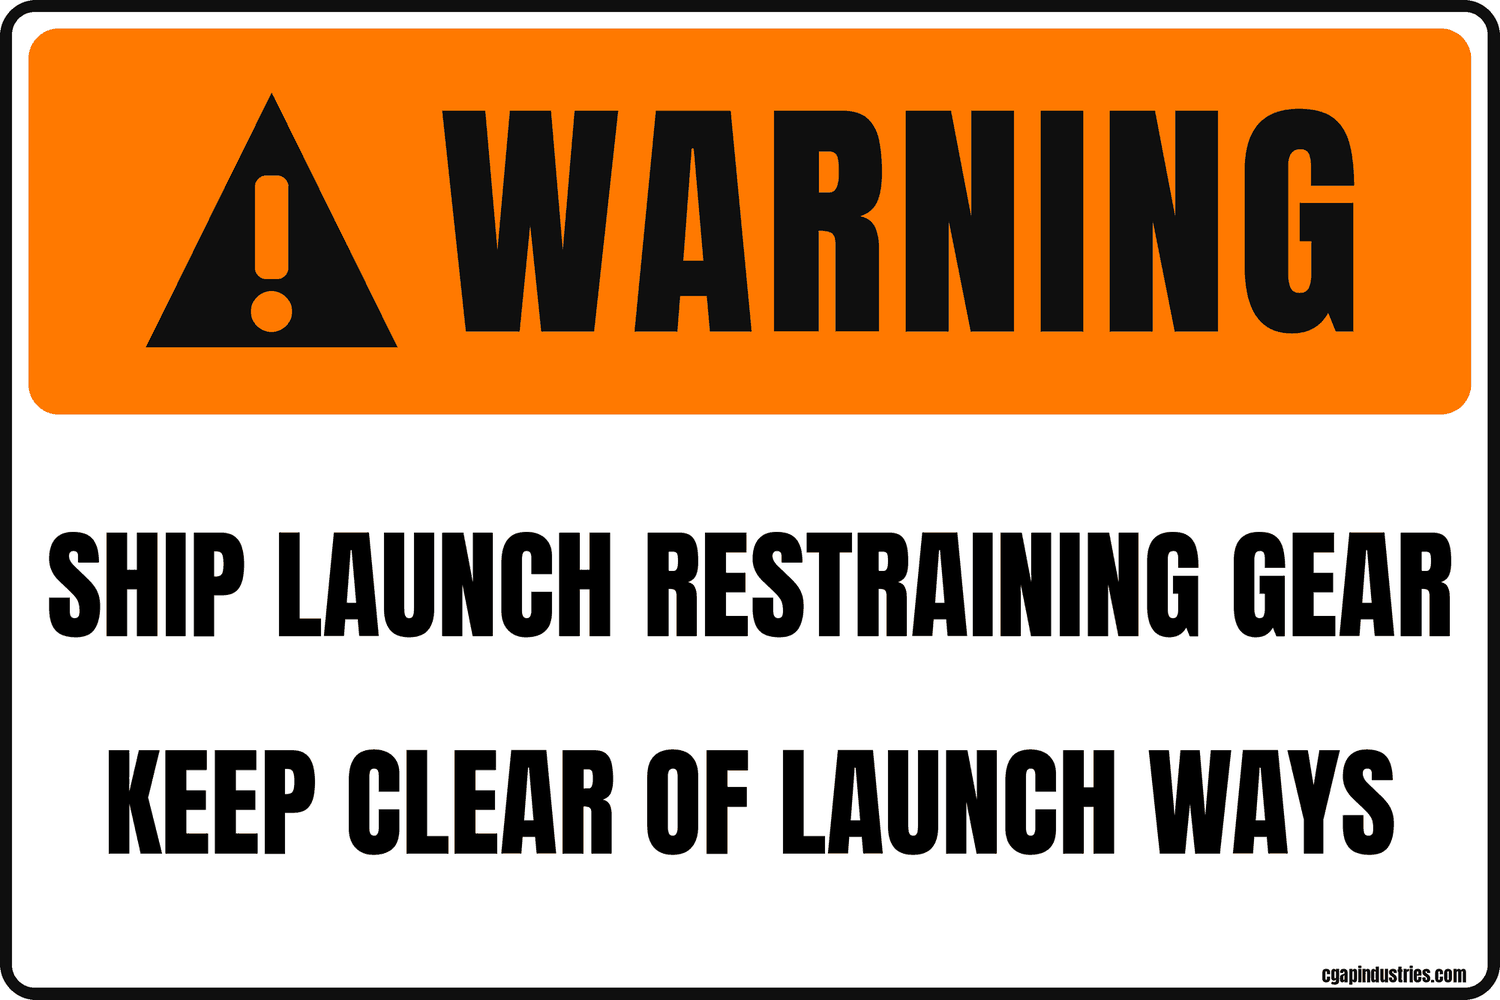 WARNING
SHIP LAUNCH RESTRAINING GEAR
KEEP CLEAR OF LAUNCH WAYS
cgapindustries.com